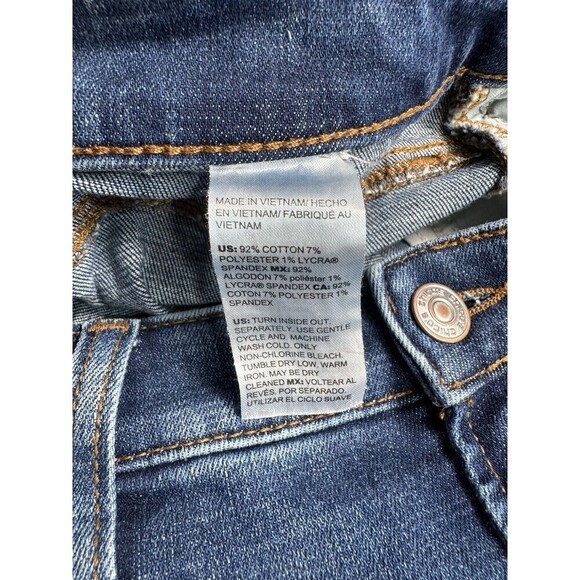 MADE IN VIETNAM/ HECHO
EN VIETNAM/ FABRIQUÉ AU
VIETNAM
US: 92% COTTON 7%
POLYESTER 1% LYCRA®
SPANDEX MX: 92%
ALGODÓN 7% poliéster 1%
LYCRA® SPANDEX CA: 92%
COTON 7% POLYESTER 1%
SPANDEX
US: TURN INSIDE OUT.
SEPARATELY. USE GENTLE
CYCLE AND. MACHINE
WASH COLD. ONLY
NON-CHLORINE BLEACH.
TUMBLE DRY LOW, WARM
IRON. MAY BE DRY
CLEANED MX: VOLTEAR AL
REVÉS. POR SEPARADO.
UTILIZAR EL CICLO SUAVE
CHICOS